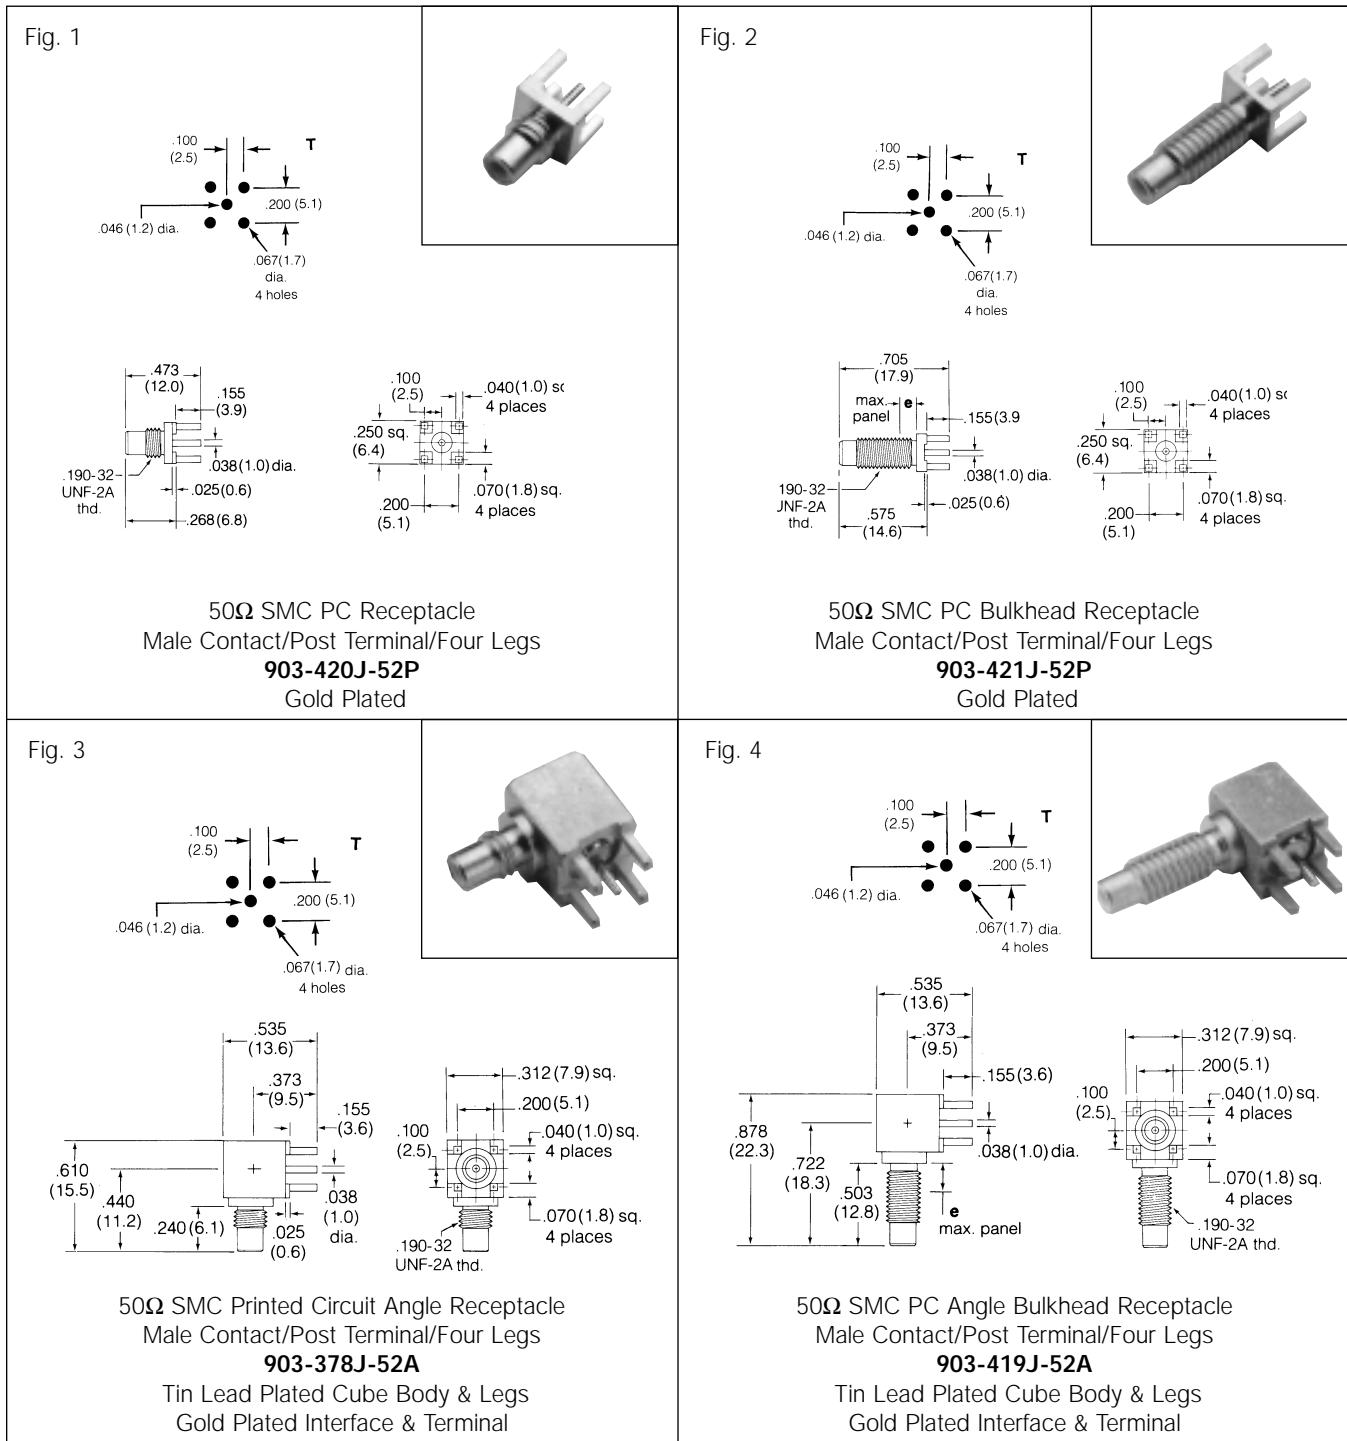 Fig. 1
.100
(2.5)
T
.200 (5.1)
.046 (1.2) dia.
.067(1.7)
dia.
4 holes
.473
(12.0)
.155
(3.9)
.038(1.0) dia.
.190-32
UNF-2A
thd.
.025(0.6)
.268(6.8)
.100
(2.5)
.040(1.0) sc
4 places
.250 sq.
(6.4)
.070(1.8) sq.
4 places
.200
(5.1)
50Ω SMC PC Receptacle
Male Contact/Post Terminal/Four Legs
903-420J-52P
Gold Plated
Fig. 2
.100
(2.5)
T
.200 (5.1)
.046 (1.2) dia.
.067(1.7)
dia.
4 holes
.705
(17.9)
max.
panel
e
.155(3.9
.038(1.0) dia.
190-32
UNF-2A
thd.
.025(0.6)
.575
(14.6)
.100
(2.5)
.040(1.0) sc
4 places
.250 sq.
(6.4)
.070(1.8) sq.
4 places
.200
(5.1)
50Ω SMC PC Bulkhead Receptacle
Male Contact/Post Terminal/Four Legs
903-421J-52P
Gold Plated
Fig. 3
.100
(2.5)
T
.200 (5.1)
.046 (1.2) dia.
.067(1.7) dia.
4 holes
.535
(13.6)
.373
(9.5)
.155
(3.6)
.610
(15.5)
.440
(11.2)
.240(6.1)
.025
(0.6)
.038
(1.0)
dia.
.312(7.9) sq.
.200(5.1)
.100
(2.5)
.040(1.0) sq.
4 places
.070(1.8) sq.
4 places
.190-32
UNF-2A thd.
50Ω SMC Printed Circuit Angle Receptacle
Male Contact/Post Terminal/Four Legs
903-378J-52A
Tin Lead Plated Cube Body & Legs
Gold Plated Interface & Terminal
Fig. 4
.100
(2.5)
T
.200 (5.1)
.046 (1.2) dia.
.067(1.7) dia.
4 holes
.535
(13.6)
.373
(9.5)
.155(3.6)
.878
(22.3)
.722
(18.3)
.503
(12.8)
.038(1.0) dia.
e
max. panel
.312(7.9) sq.
.200(5.1)
.100
(2.5)
.040(1.0) sq.
4 places
.070(1.8) sq.
4 places
.190-32
UNF-2A thd.
50Ω SMC PC Angle Bulkhead Receptacle
Male Contact/Post Terminal/Four Legs
903-419J-52A
Tin Lead Plated Cube Body & Legs
Gold Plated Interface & Terminal